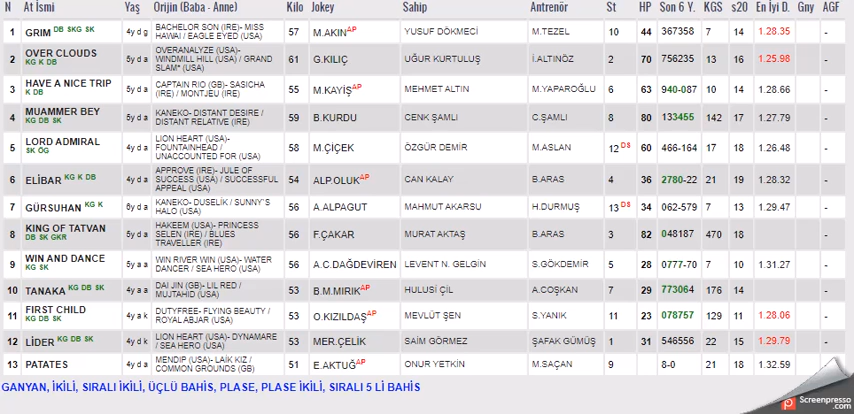 N At İsmi Yaş Orijin (Baba - Anne) Kilo Jokey Sahip Antrenör St HP Son 6 Y. KGS s20 En İyi D. Gny AGF
1 GRIM DB SKG SK 4y d g BACHELOR SON (IRE)- MISS HAWAI / EAGLE EYED (USA) 57 M.AKIN AP YUSUF DÖKMECİ M.TEZEL 10 44 367358 7 14 1.28.35 -
2 OVER CLOUDS KG K DB 5y d a OVERANALYZE (USA)- WINDMILL HILL (USA) / GRAND SLAM* (USA) 61 G.KILIÇ UĞUR KURTULUŞ İ.ALTINÖZ 2 70 756235 13 16 1.25.98 -
3 HAVE A NICE TRIP K DB 5y d a CAPTAIN RIO (GB)- SASICHA (IRE) / MONTJEU (IRE) 55 M.KAYİŞ AP MEHMET ALTIN M.YAPAROĞLU 6 63 940-087 10 14 1.28.66 -
4 MUAMMER BEY KG DB SK 4y d a KANEKO- DISTANT DESIRE / DISTANT RELATIVE (IRE) 59 B.KURDU CENK ŞAMLI C.ŞAMLI 8 80 133455 142 17 1.27.79 -
5 LORD ADMIRAL SK ÖG 4y d a LION HEART (USA)- FOUNTAINHEAD / UNACCOUNTED FOR (USA) 58 M.ÇİÇEK ÖZGÜR DEMİR M.ASLAN 12 DS 60 466-164 17 18 1.26.48 -
6 ELİBAR KG K DB 4y d a APPROVE (IRE)- JULE OF SUCCESS (USA) / SUCCESSFUL APPEAL (USA) 54 ALP.OLUK AP CAN KALAY B.ARAS 4 36 2780-22 21 19 1.28.32 -
7 GÜRSUHAN KG K 6y d a KANEKO- DUSELİK / SUNNY'S HALO (USA) 56 A.ALPAGUT MAHMUT AKARSU H.DURMUŞ 13 DS 34 062-579 7 13 1.29.47 -
8 KING OF TATVAN DB SK GKR 5y d a HAKEEM (USA)- PRINCESS SELEN (IRE) / BLUES TRAVELLER (IRE) 56 F.ÇAKAR MURAT AKTAŞ B.ARAS 3 82 048187 470 18 -
9 WIN AND DANCE KG SK 5y a a WIN RIVER WIN (USA)- WATER DANCER / SEA HERO (USA) 56 A.C.DAĞDEVİREN LEVENT N. GELGİN S.GÖKDEMİR 5 28 0777-70 7 10 1.31.27 -
10 TANAKA KG DB SK 4y a a DAI JIN (GB)- LIL RED / MUJTAHID (USA) 53 B.M.MIRIK AP HULUSİ ÇİL A.COŞKAN 7 29 773064 176 14 -
11 FIRST CHILD KG DB SK 4y a k DUTYFREE- FLYING BEAUTY / ROYAL ABJAR (USA) 53 O.KIZILDAŞ AP MEVLÜT ŞEN S.YANIK 11 23 078757 129 11 1.28.06 -
12 LİDER KG DB SK 4y d k LION HEART (USA)- DYNAMARE / SEA HERO (USA) 53 MER.ÇELİK SAİM GÖRMEZ ŞAFAK GÜMÜŞ 1 31 546556 22 15 1.29.79 -
13 PATATES 4y d k MENDIP (USA)- LAİK KIZ / COMMON GROUNDS (GB) 51 E.AKTUĞ AP ONUR YETKİN M.SAÇAN 9 8-0 21 18 1.32.59
GANYAN, İKİLİ, SIRALI İKİLİ, ÜÇLÜ BAHİS, PLASE, PLASE İKİLİ, SIRALI 5 Lİ BAHİS
Screenpresso
.com